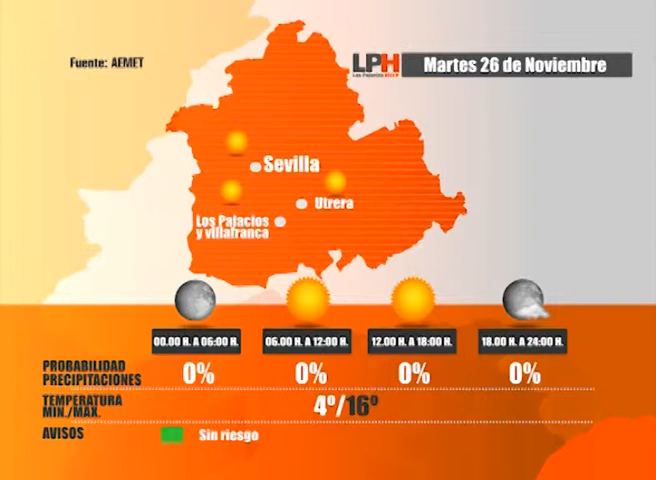 Fuente: AEMET
LPH
Martes 26 de Noviembre
Sevilla
Utrera
Los Palacios
y villafranca
00.00 H. A 06:00 H.
06.00 H. A 12:00 H.
12.00 H. A 18:00 H.
18.00 H. A 24:00 H.
PROBABILIDAD
PRECIPITACIONES
0%
0%
0%
0%
TEMPERATURA
MIN./MAX.
4º/16º
AVISOS
Sin riesgo